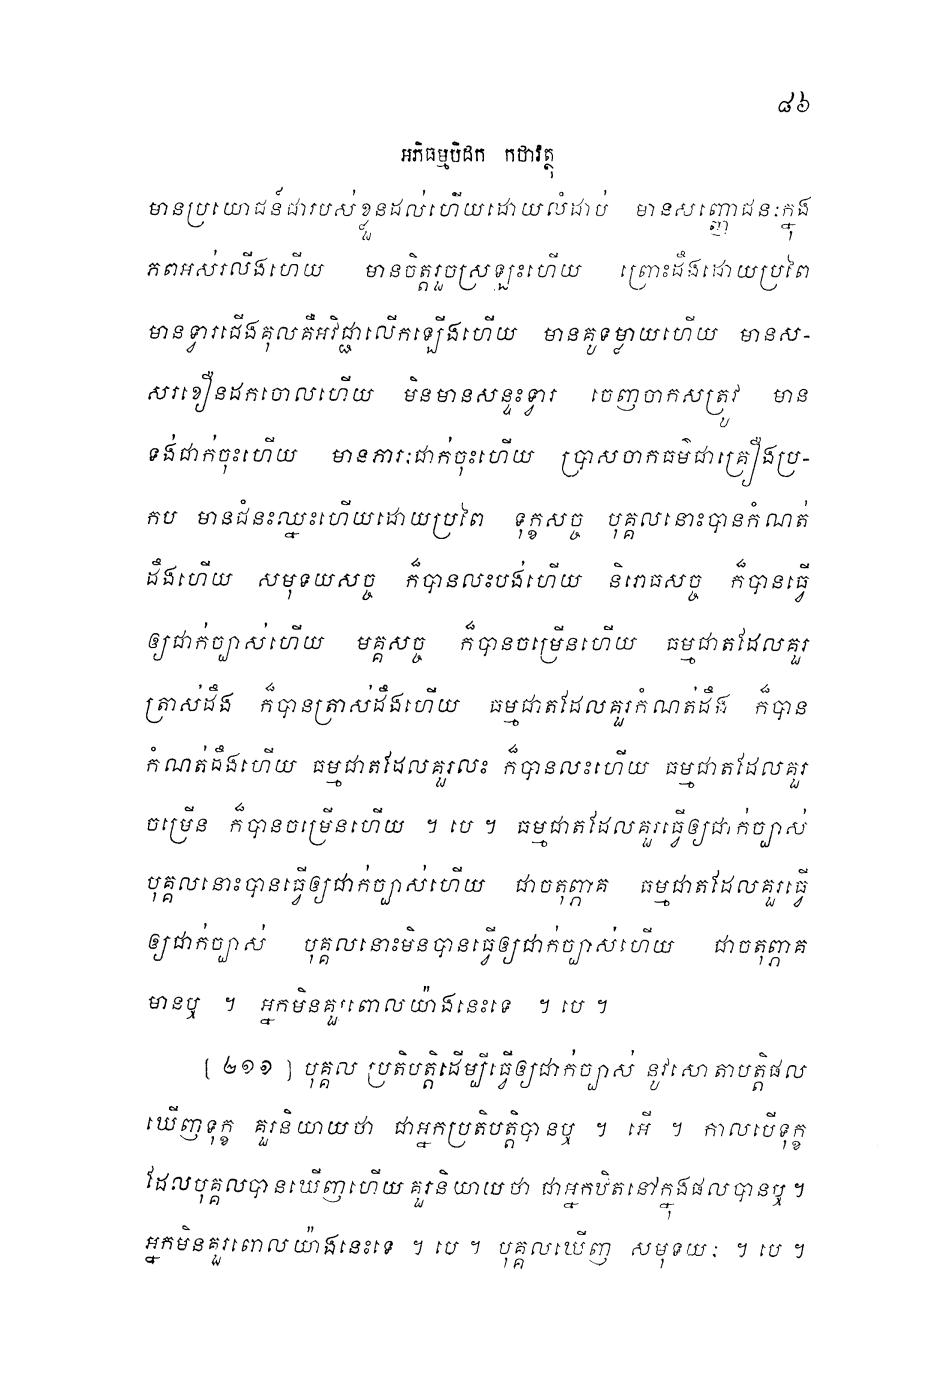 ៨៦
អភិធម្មបិដក កថាវត្ថុ
មានប្រយោជន៍ជារបស់ខ្លួនដល់ហើយដោយលំដាប់ មានសញ្ញោជនៈក្នុង
ភពអស់រលីងហើយ មានចិត្តរួចស្រឡះហើយ ព្រោះដឹងដោយប្រពៃ
មានទ្វារជើងគុលគឺអវិជ្ជាលើកឡើងហើយ មានគូទម្លាយហើយ មានស-
សរខឿនដកចោលហើយ មិនមានសន្ទះទ្វារ ចេញចាកសត្រូវ មាន
ទង់ដាក់ចុះហើយ មានភារៈដាក់ចុះហើយ ប្រាសចាកធម៌ជាគ្រឿងប្រ-
កប មានជំនះឈ្នះហើយដោយប្រពៃ ទុក្ខសច្ច បុគ្គលនោះបានកំណត់
ដឹងហើយ សមុទយសច្ច ក៏បានលះបង់ហើយ និរោធសច្ច ក៏បានធ្វើ
ឲ្យជាក់ច្បាស់ហើយ មគ្គសច្ច ក៏បានចម្រើនហើយ ធម្មជាតដែលគួរ
ត្រាស់ដឹង ក៏បានត្រាស់ដឹងហើយ ធម្មជាតដែលគួរកំណត់ដឹង ក៏បាន
កំណត់ដឹងហើយ ធម្មជាតដែលគួរលះ ក៏បានលះហើយ ធម្មជាតដែលគួរ
ចម្រើន ក៏បានចម្រើនហើយ ។ បេ ។ ធម្មជាតដែលគួរធ្វើឲ្យជាក់ច្បាស់
បុគ្គលនោះបានធ្វើឲ្យជាក់ច្បាស់ហើយ ជាចតុព្ភាគ ធម្មជាតដែលគួរធ្វើ
ឲ្យជាក់ច្បាស់ បុគ្គលនោះមិនបានធ្វើឲ្យជាក់ច្បាស់ហើយ ជាចតុព្ភាគ
មានឬ ។ អ្នកមិនគួរពោលយ៉ាងនេះទេ ។ បេ ។
[ ២១១ ] បុគ្គល ប្រតិបត្តិដើម្បីធ្វើឲ្យជាក់ច្បាស់ នូវសោតាបត្តិផល
ឃើញទុក្ខ គួរនិយាយថា ជាអ្នកប្រតិបត្តិបានឬ ។ អើ ។ កាលបើទុក្ខ
ដែលបុគ្គលបានឃើញហើយ គួរនិយាយថា ជាអ្នកឋិតនៅក្នុងផលបានឬ ។
អ្នកមិនគួរពោលយ៉ាងនេះទេ ។ បេ ។ បុគ្គលឃើញ សមុទយៈ ។ បេ ។